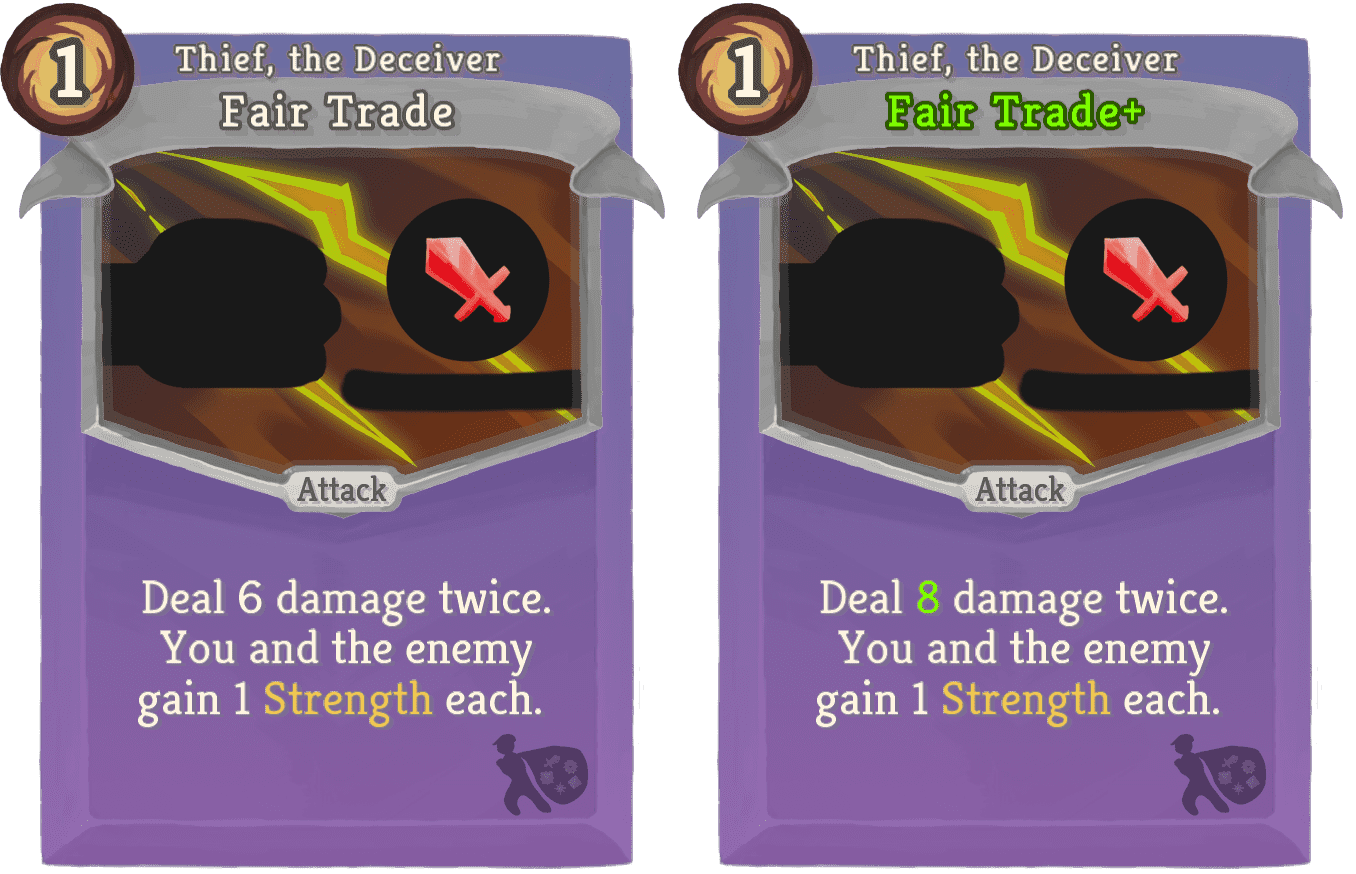 1
Thief, the Deceiver
Fair Trade
Attack
Deal 6 damage twice.
You and the enemy
gain 1 Strength each.
1
Thief, the Deceiver
Fair Trade+
Attack
Deal 8 damage twice.
You and the enemy
gain 1 Strength each.